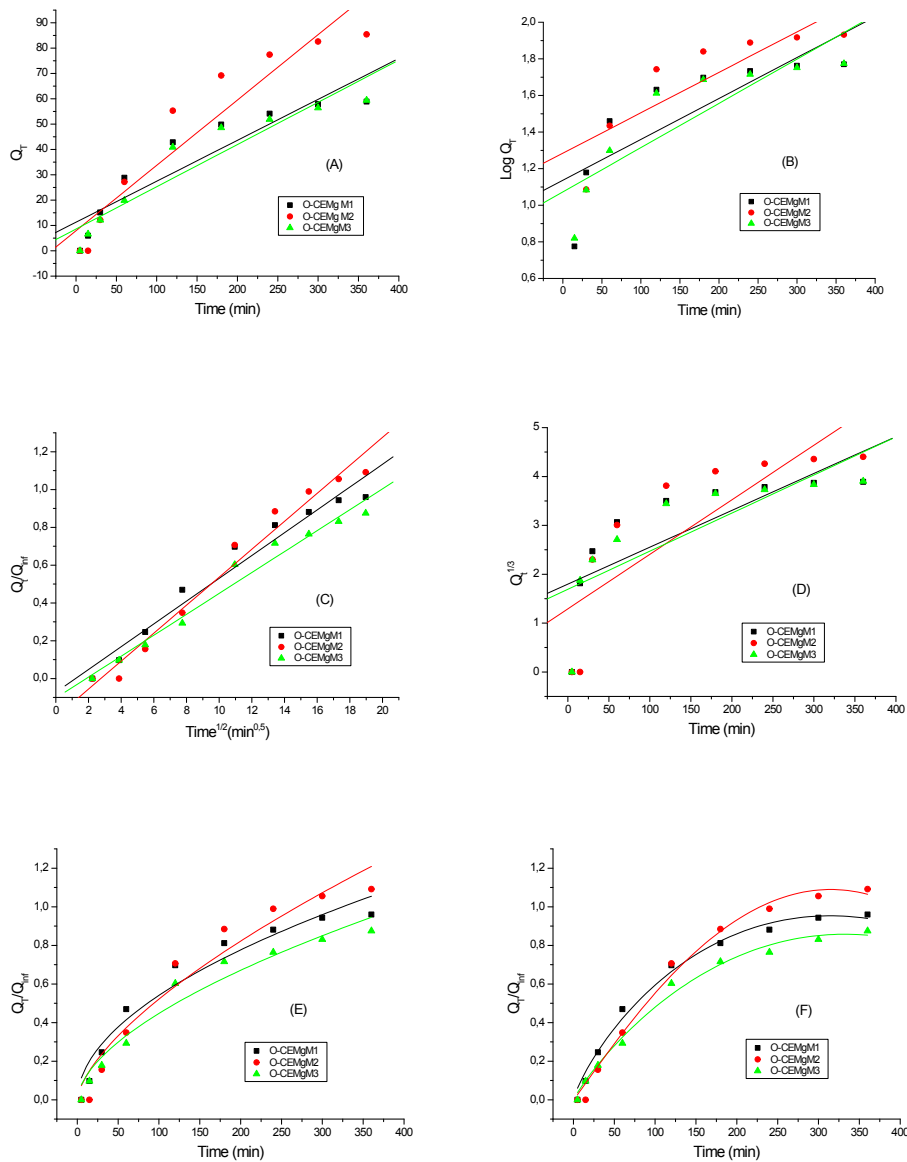 90
80
70
60
50
40
30
20
10
0
-10
Q_T
(A)
O-CEMg M1
O-CEMg M2
O-CEMgM3
0 50 100 150 200 250 300 350 400
Time (min)
2,0
1,8
1,6
1,4
1,2
1,0
0,8
0,6
Log Q_T
(B)
O-CEMgM1
O-CEMgM2
O-CEMgM3
0 50 100 150 200 250 300 350 400
Time (min)
1,2
1,0
0,8
0,6
0,4
0,2
0,0
Q_t/Q_inf
(C)
O-CEMgM1
O-CEMgM2
O-CEMgM3
0 2 4 6 8 10 12 14 16 18 20
Time^1/2(min^0,5)
5
4
3
2
1
0
Q_t^1/3
(D)
O-CEMgM1
O-CEMgM2
O-CEMgM3
0 50 100 150 200 250 300 350 400
Time (min)
1,2
1,0
0,8
0,6
0,4
0,2
0,0
Q_T/Q_inf
(E)
O-CEMgM1
O-CEMgM2
O-CEMgM3
0 50 100 150 200 250 300 350 400
Time (min)
1,2
1,0
0,8
0,6
0,4
0,2
0,0
Q_T/Q_inf
(F)
O-CEMgM1
O-CEMgM2
O-CEMgM3
0 50 100 150 200 250 300 350 400
Time (min)